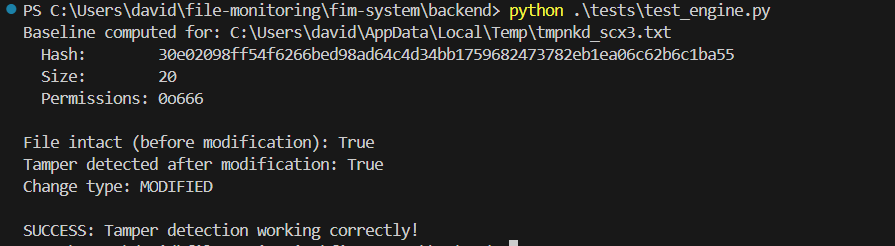 PS C:\Users\david\file-monitoring\fim-system\backend> python .\tests\test_engine.py
Baseline computed for: C:\Users\david\AppData\Local\Temp\tmpnkd_scx3.txt
  Hash:        30e02098ff54f6266bed98ad64c4d34bb1759682473782eb1ea06c62b6c1ba55
  Size:        20
  Permissions: 0o666

File intact (before modification): True
Tamper detected after modification: True
Change type: MODIFIED

SUCCESS: Tamper detection working correctly!